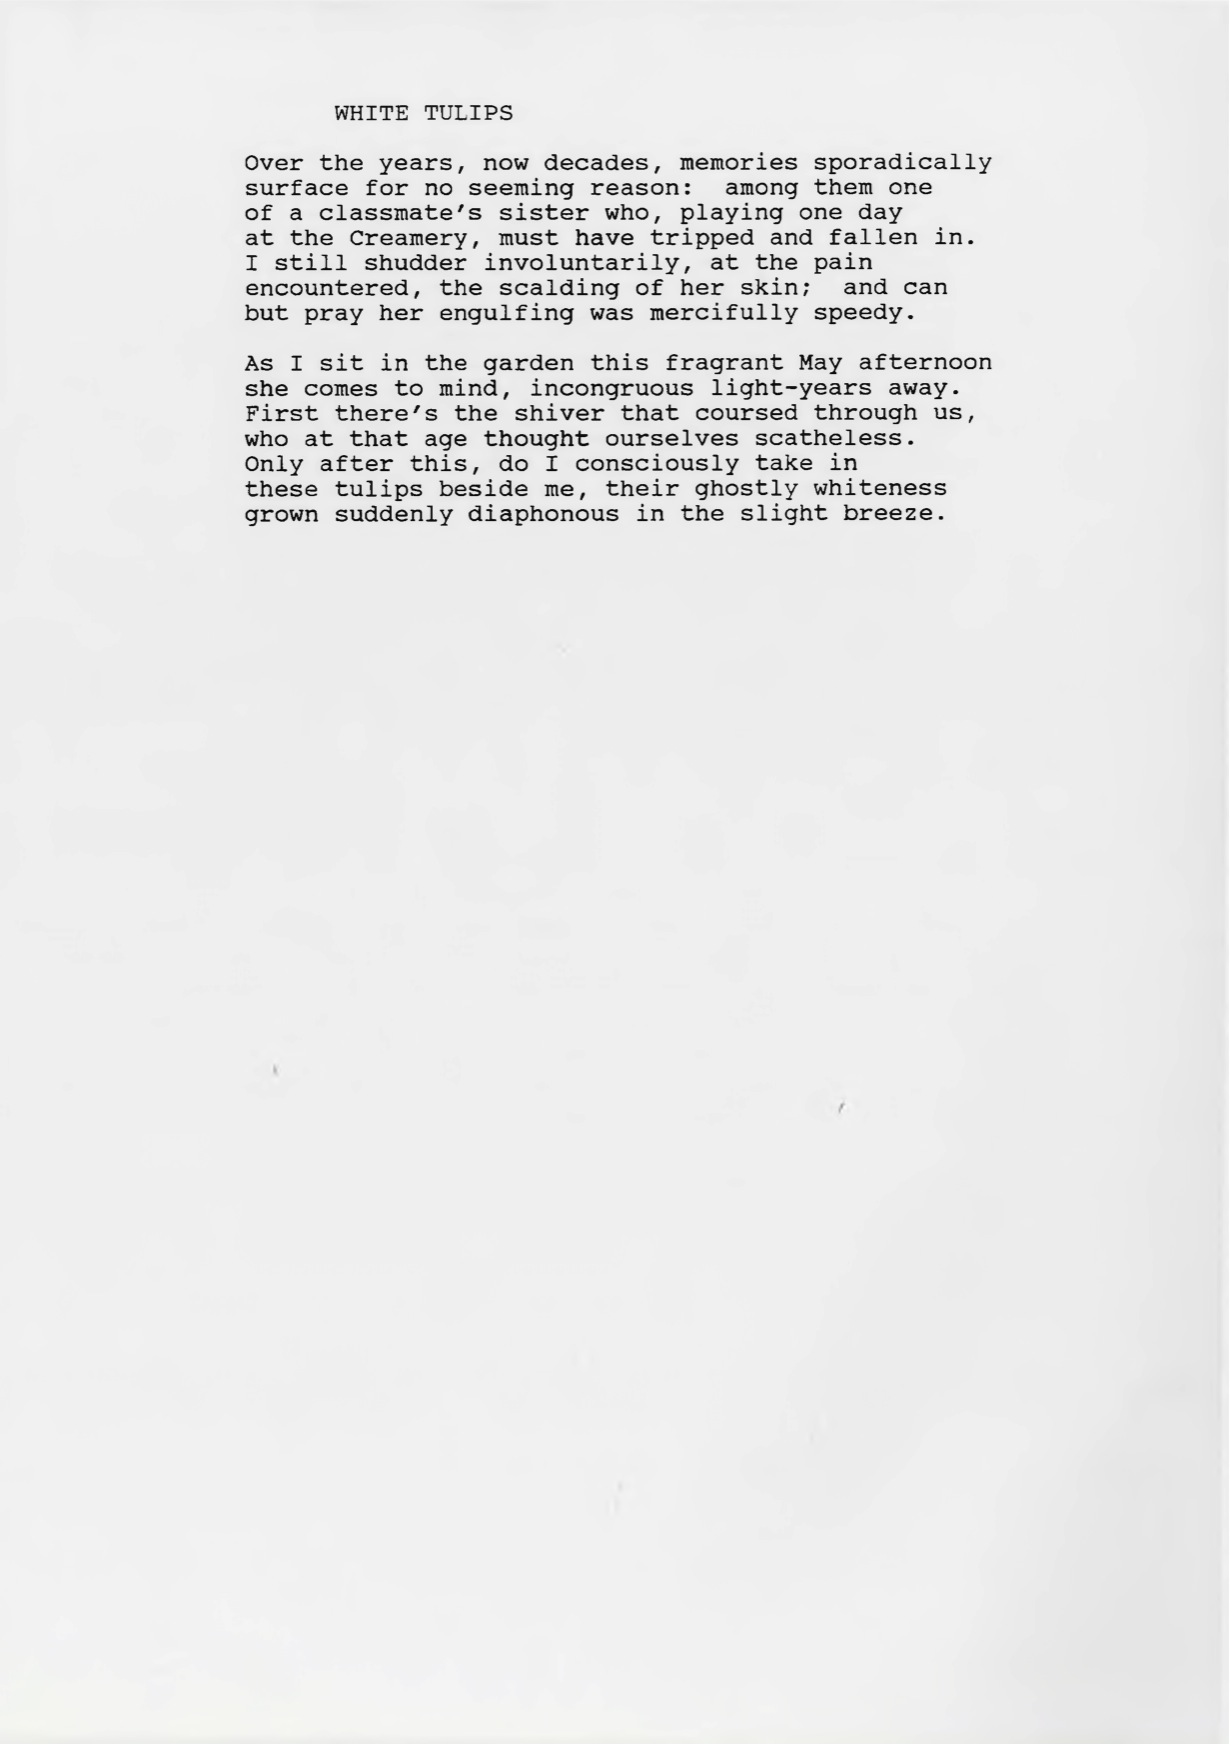 WHITE TULIPS
Over the years, now decades, memories sporadically
surface for no seeming reason:  among them one
of a classmate's sister who, playing one day
at the Creamery, must have tripped and fallen in.
I still shudder involuntarily, at the pain
encountered, the scalding of her skin;  and can
but pray her engulfing was mercifully speedy.
As I sit in the garden this fragrant May afternoon
she comes to mind, incongruous light-years away.
First there's the shiver that coursed through us,
who at that age thought ourselves scatheless.
Only after this, do I consciously take in
these tulips beside me, their ghostly whiteness
grown suddenly diaphonous in the slight breeze.